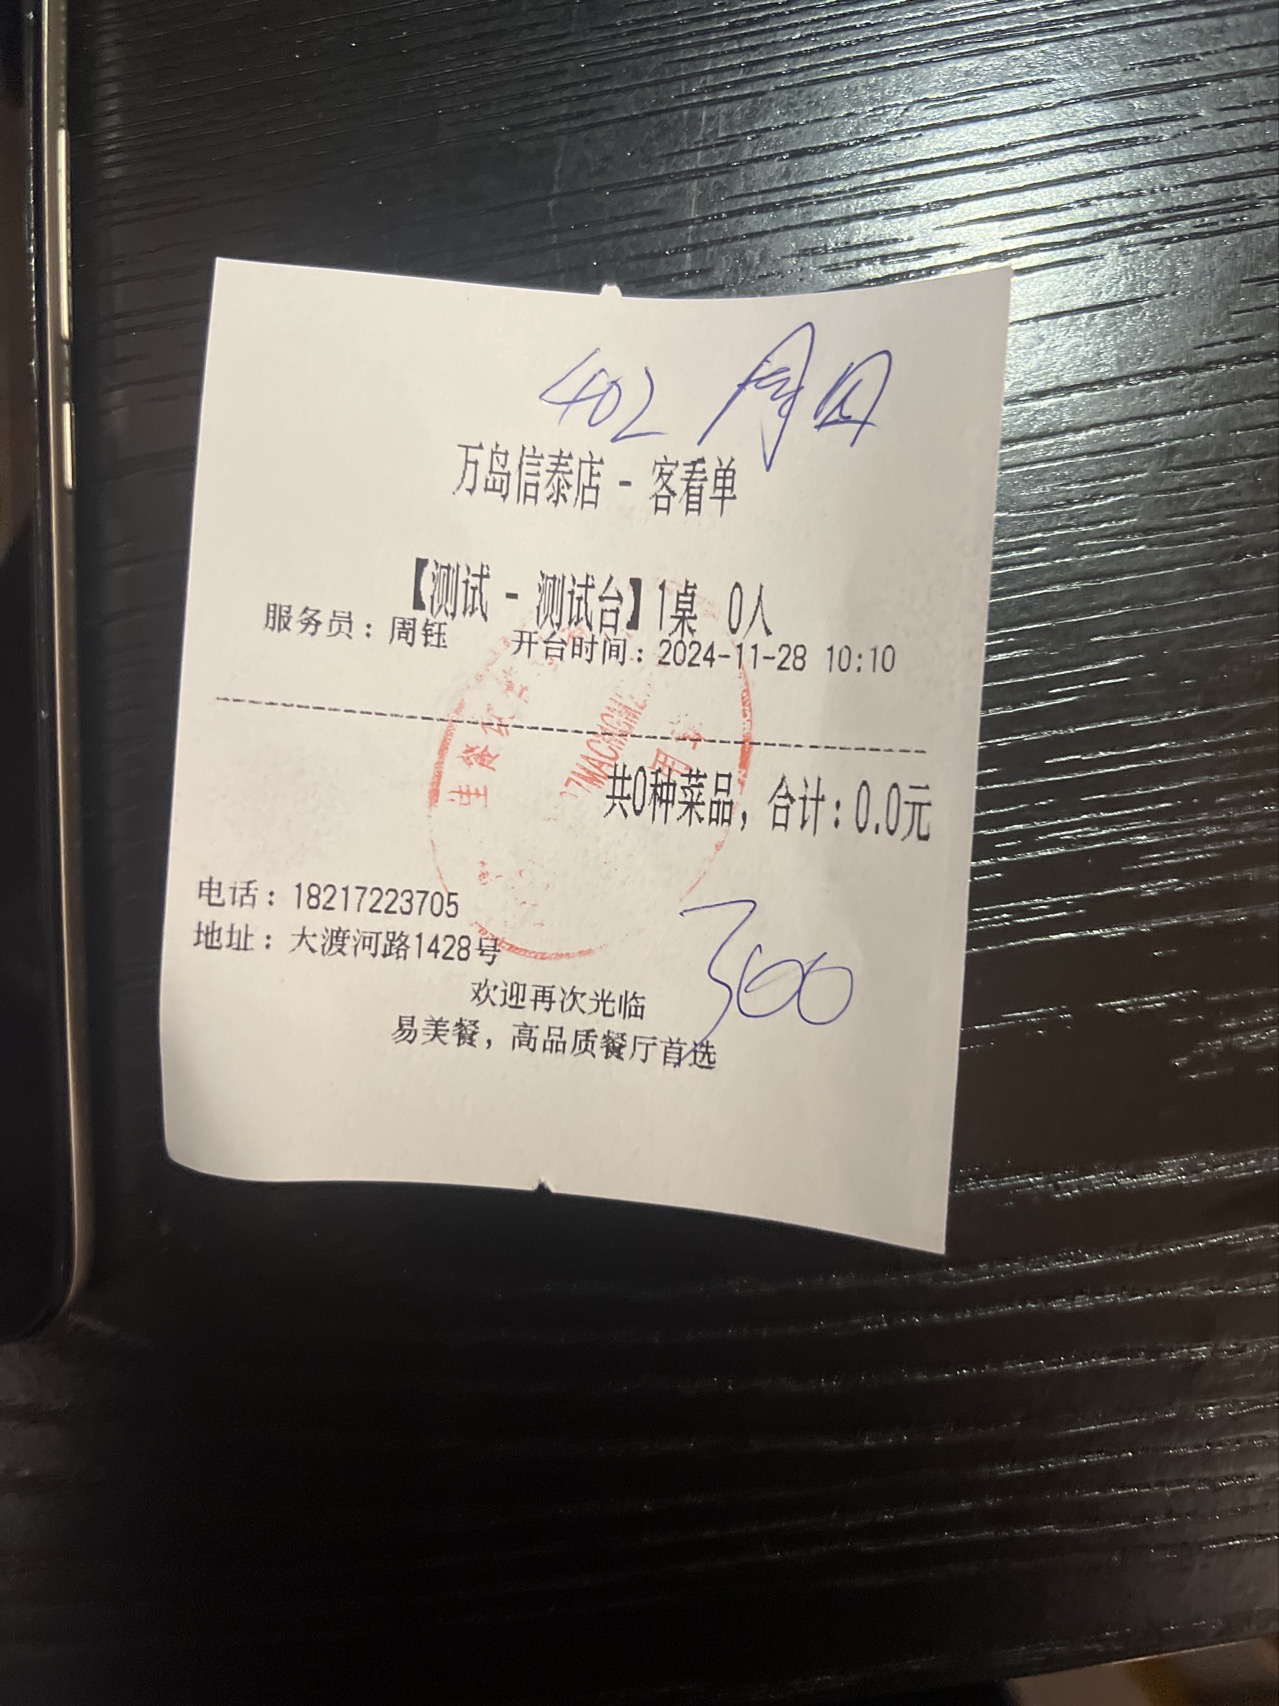 402
万岛信泰店 - 客看单
【测试 - 测试台】1桌 0人
服务员：周钰 开台时间：2024-11-28 10:10
共0种菜品，合计：0.0元
电话：18217223705
地址：大渡河路1428号
300
欢迎再次光临
易美餐，高品质餐厅首选